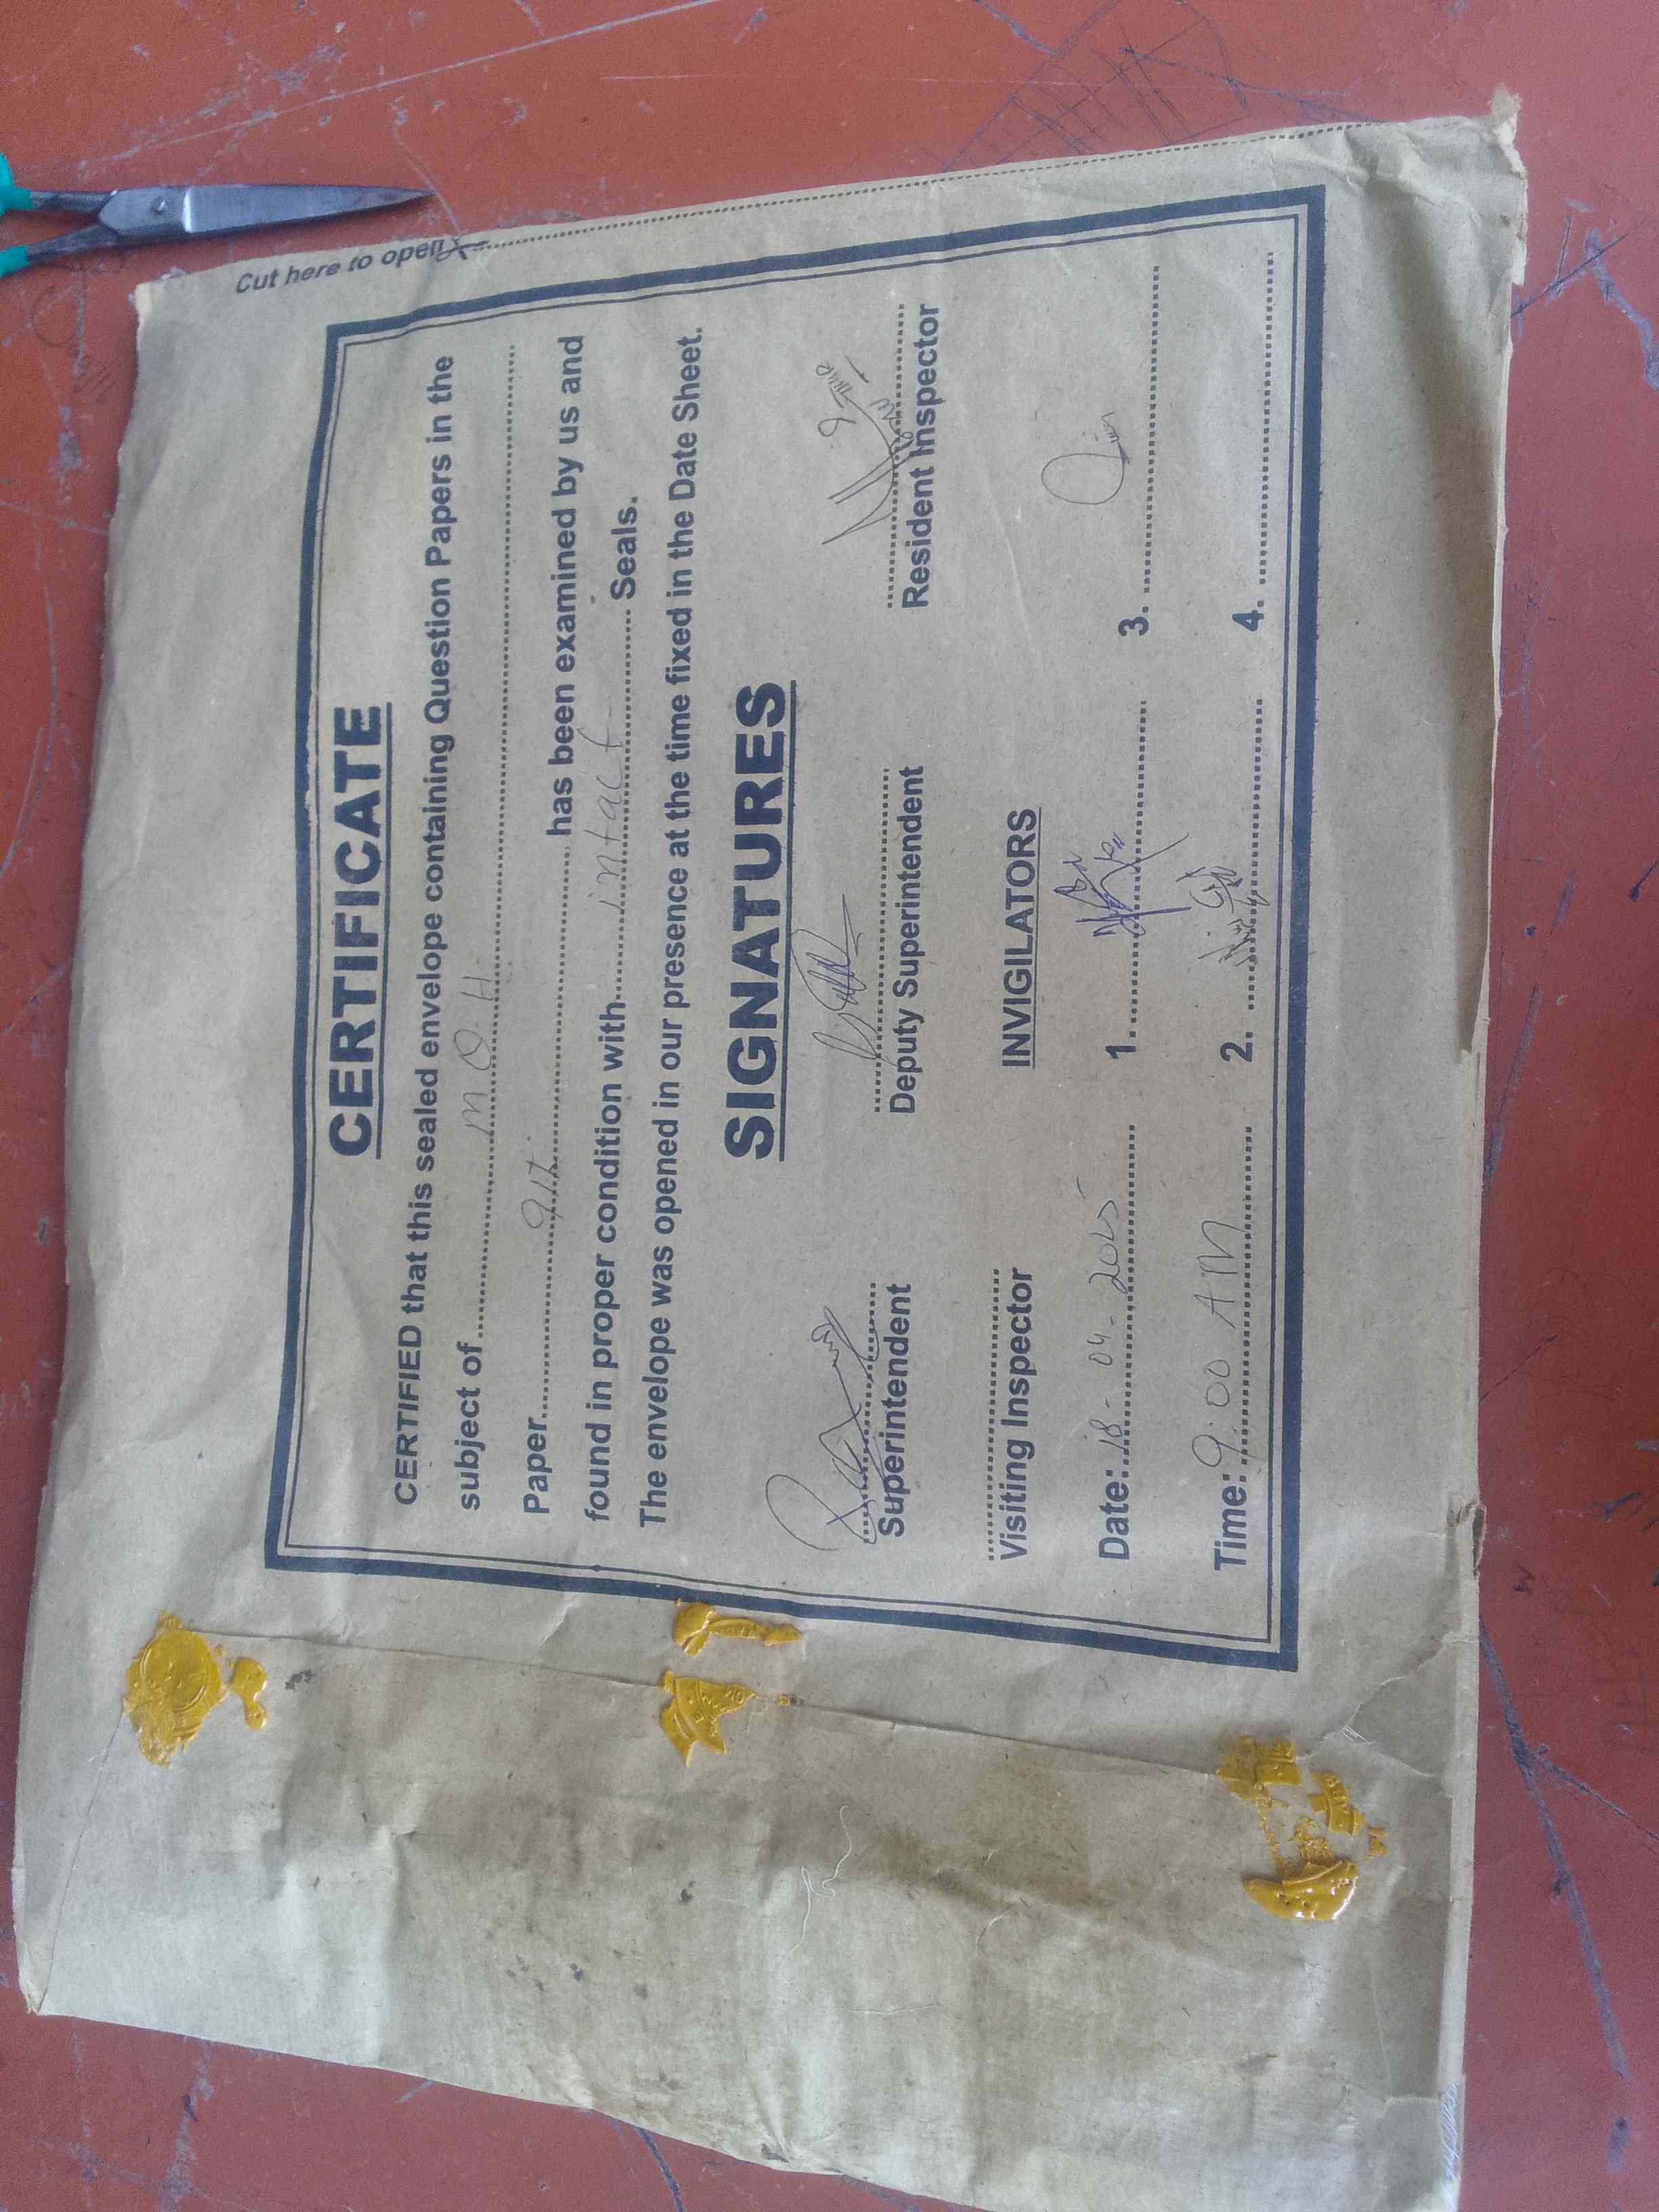 Cut here to open
CERTIFICATE
CERTIFIED that this sealed envelope containing Question Papers in the
subject of M.Q.H
Paper 9th has been examined by us and
found in proper condition with intact Seals.
The envelope was opened in our presence at the time fixed in the Date Sheet.
SIGNATURES
Superintendent Deputy Superintendent Resident Inspector
Visiting Inspector INVIGILATORS
Date: 18-04-2025 1. 3.
Time: 9:00 AM 2. 4.